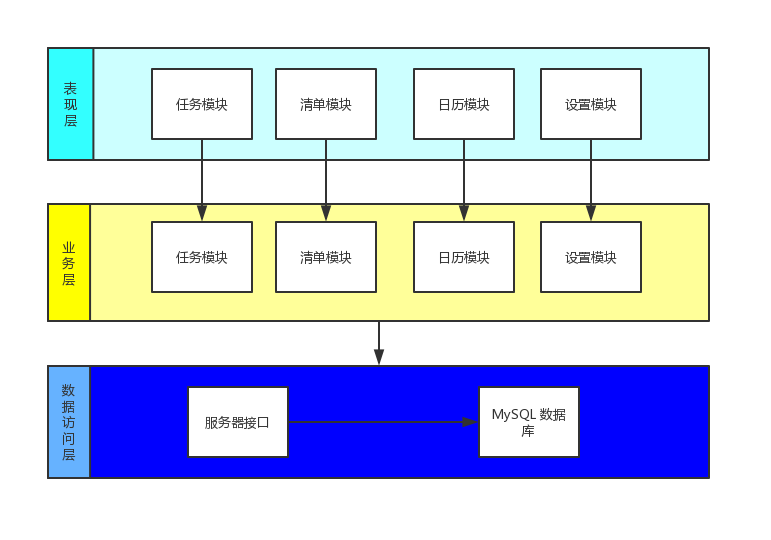 表
现
层
任务模块
清单模块
日历模块
设置模块
业
务
层
任务模块
清单模块
日历模块
设置模块
数
据
访
问
层
服务器接口
MySQL 数据
库